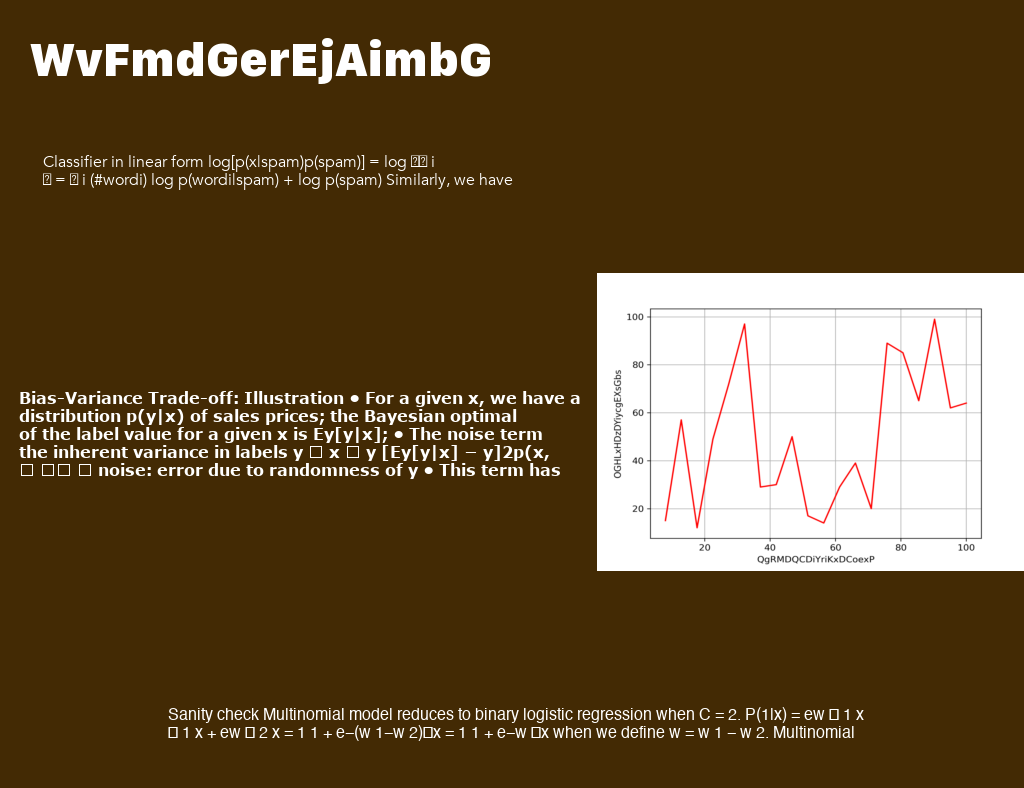 WvFmdGerEjAimbG
Classifier in linear form log[p(x|spam)p(spam)] = log �� i
� = � i (#wordi) log p(wordi|spam) + log p(spam) Similarly, we have
Bias-Variance Trade-off: Illustration • For a given x, we have a
distribution p(y|x) of sales prices; the Bayesian optimal
of the label value for a given x is Ey[y|x]; • The noise term
the inherent variance in labels y � x � y [Ey[y|x] − y]2p(x,
� �� � noise: error due to randomness of y • This term has
100
80
60
40
20
OGHLxHDzDYiycgEXsGbs
20 40 60 80 100
QgRMDQCDiYriKxDCoexP
Sanity check Multinomial model reduces to binary logistic regression when C = 2. P(1|x) = ew � 1 x
� 1 x + ew � 2 x = 1 1 + e−(w 1−w 2)�x = 1 1 + e−w �x when we define w = w 1 − w 2. Multinomial